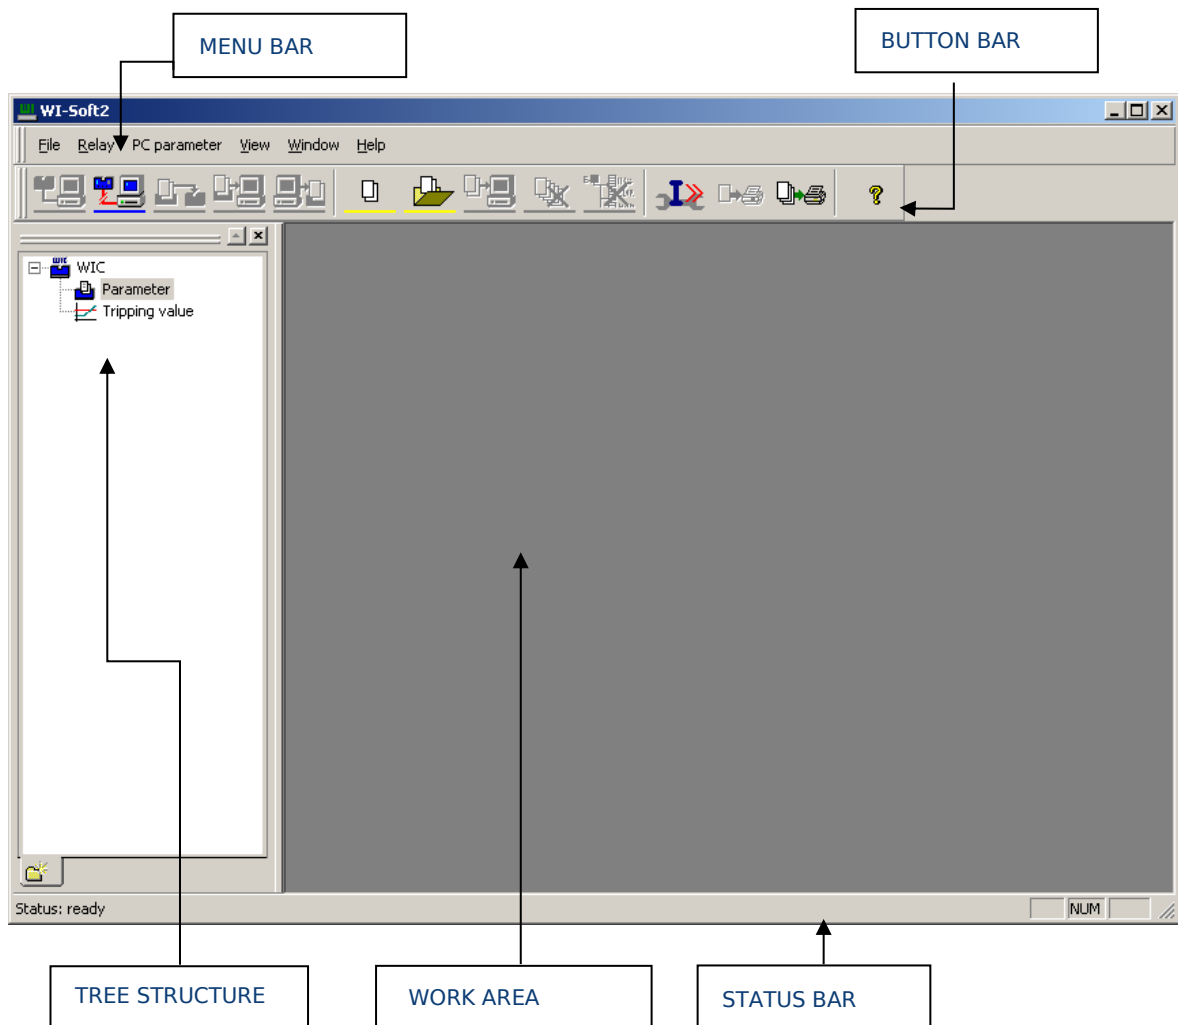 MENU BAR
BUTTON BAR
WI-Soft2
File Relay PC parameter View Window Help
WIC
Parameter
Tripping value
Status: ready
NUM
TREE STRUCTURE
WORK AREA
STATUS BAR